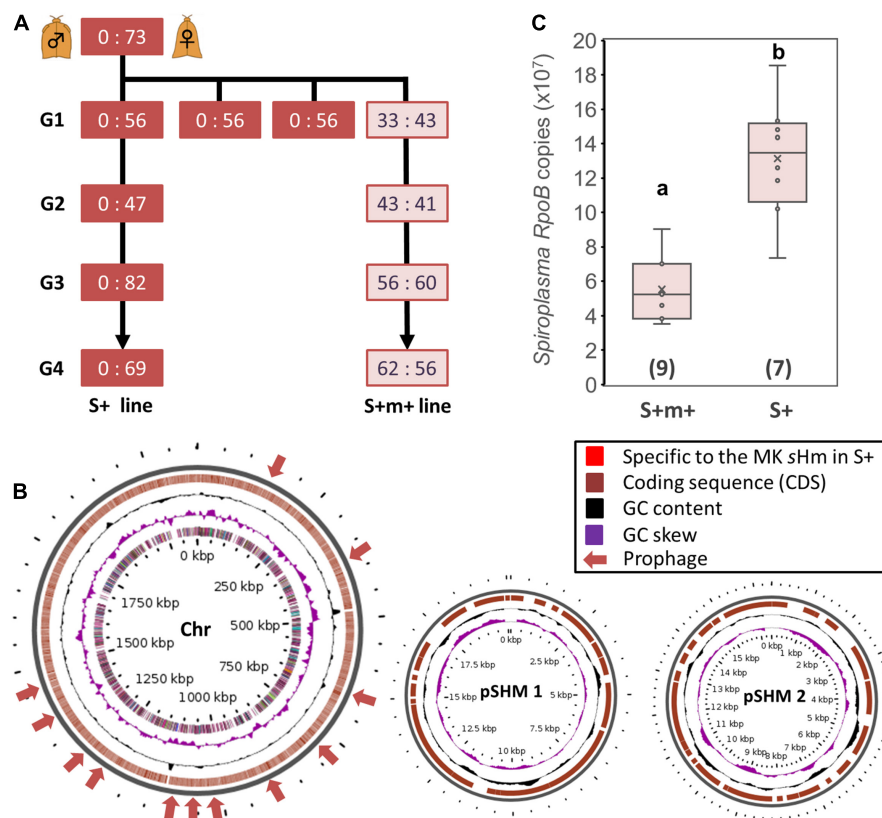 A
♂
0 : 73
♀
G1
0 : 56
0 : 56
0 : 56
33 : 43
G2
0 : 47
43 : 41
G3
0 : 82
56 : 60
G4
0 : 69
62 : 56
S+ line
S+m+ line
C
Spiroplasma RpoB copies (x10⁷)
20
18
16
14
12
10
8
6
4
2
0
a
b
(9)
(7)
S+m+
S+
Specific to the MK sHm in S+
Coding sequence (CDS)
GC content
GC skew
Prophage
B
Chr
0 kbp
250 kbp
500 kbp
750 kbp
1000 kbp
1250 kbp
1500 kbp
1750 kbp
pSHM 1
0 kbp
2.5 kbp
5 kbp
7.5 kbp
10 kbp
12.5 kbp
15 kbp
17.5 kbp
pSHM 2
0 kbp
1 kbp
2 kbp
3 kbp
4 kbp
5 kbp
6 kbp
7 kbp
8 kbp
9 kbp
10 kbp
11 kbp
12 kbp
13 kbp
14 kbp
15 kbp